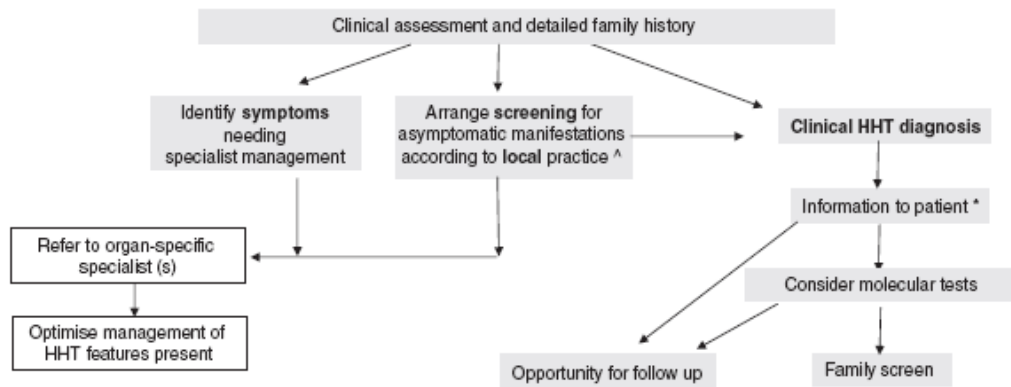 Clinical assessment and detailed family history
Identify symptoms
needing
specialist management
Arrange screening for
asymptomatic manifestations
according to local practice ^
Clinical HHT diagnosis
Information to patient *
Refer to organ-specific
specialist (s)
Consider molecular tests
Optimise management of
HHT features present
Opportunity for follow up
Family screen